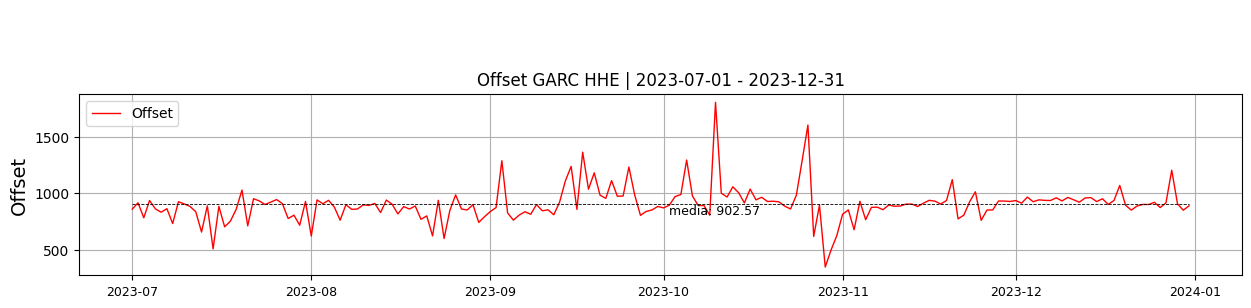 Offset GARC HHE | 2023-07-01 - 2023-12-31
Offset
Offset
1500
1000
500
media: 902.57
2023-07 2023-08 2023-09 2023-10 2023-11 2023-12 2024-01